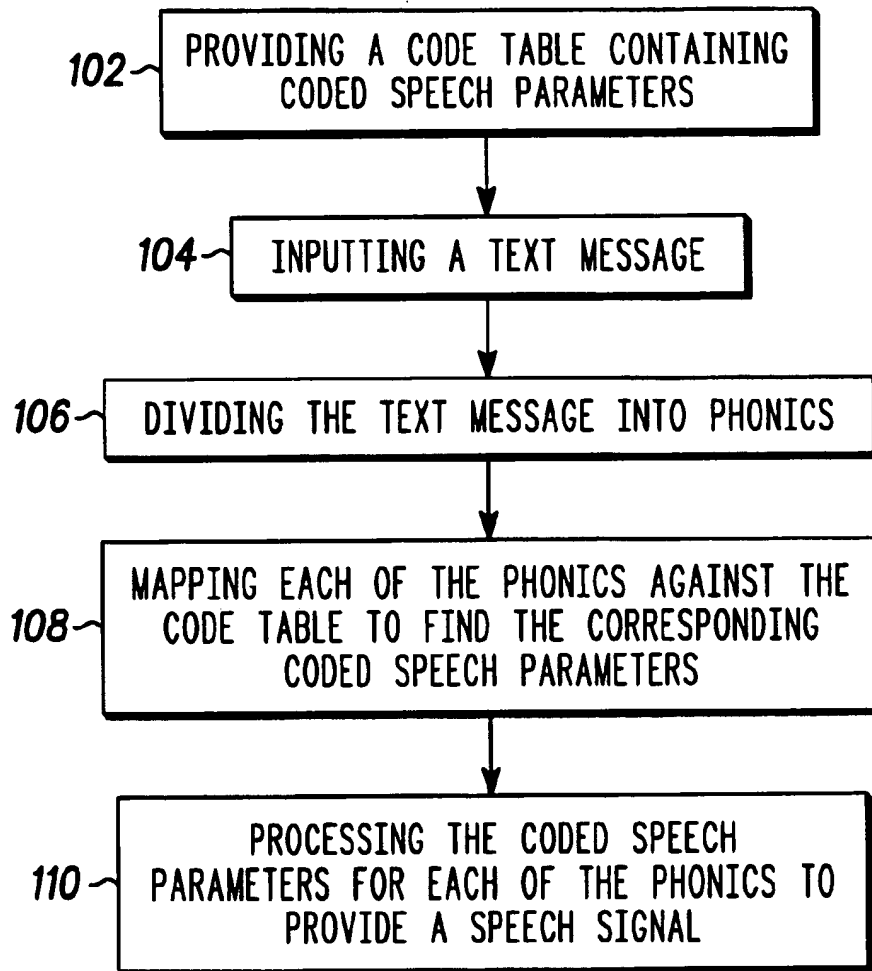 102
PROVIDING A CODE TABLE CONTAINING
CODED SPEECH PARAMETERS
104
INPUTTING A TEXT MESSAGE
106
DIVIDING THE TEXT MESSAGE INTO PHONICS
108
MAPPING EACH OF THE PHONICS AGAINST THE
CODE TABLE TO FIND THE CORRESPONDING
CODED SPEECH PARAMETERS
110
PROCESSING THE CODED SPEECH
PARAMETERS FOR EACH OF THE PHONICS TO
PROVIDE A SPEECH SIGNAL